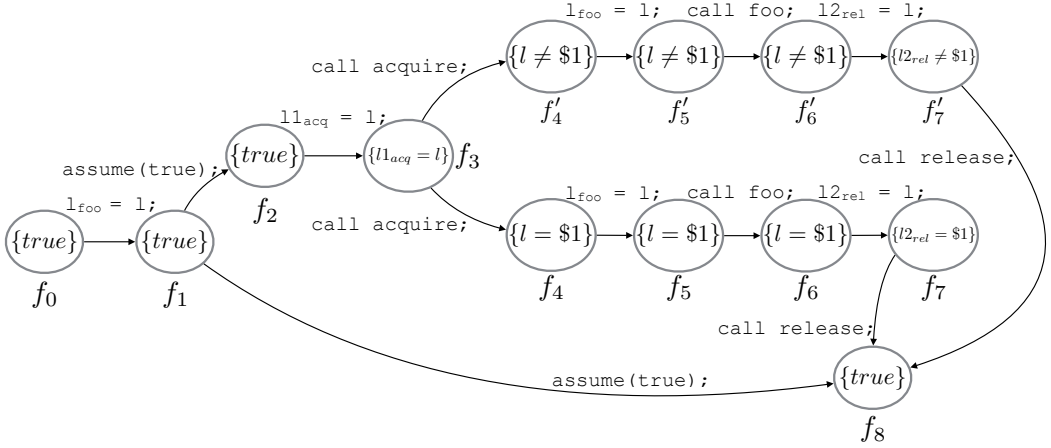 l_foo = l; call foo; l2_rel = l;
{l ≠ $1} {l ≠ $1} {l ≠ $1} {l2_rel ≠ $1}
call acquire;
f'_4 f'_5 f'_6 f'_7
l1_acq = l;
{true} {l1_acq = l} f_3
call release;
assume(true);
f_2
l_foo = l;
l_foo = l; call foo; l2_rel = l;
call acquire;
{true} {true} {l = $1} {l = $1} {l = $1} {l2_rel = $1}
f_0 f_1 f_4 f_5 f_6 f_7
call release;
assume(true);
{true}
f_8